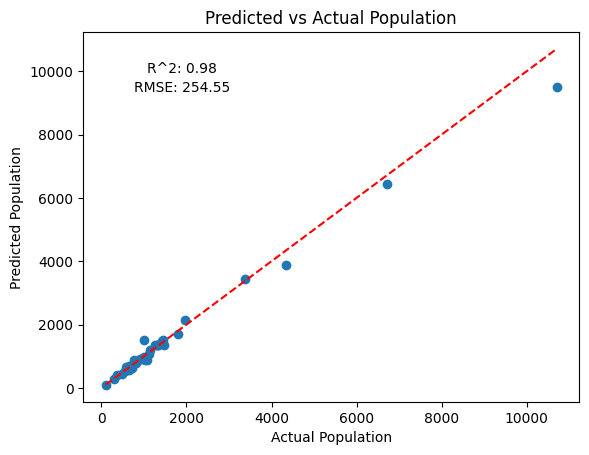 Predicted vs Actual Population
R^2: 0.98
RMSE: 254.55
Predicted Population
10000
8000
6000
4000
2000
0
0 2000 4000 6000 8000 10000
Actual Population